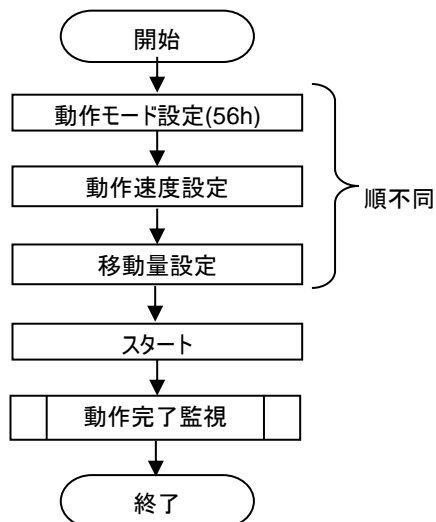 開始
動作モード設定(56h)
動作速度設定
順不同
移動量設定
スタート
動作完了監視
終了